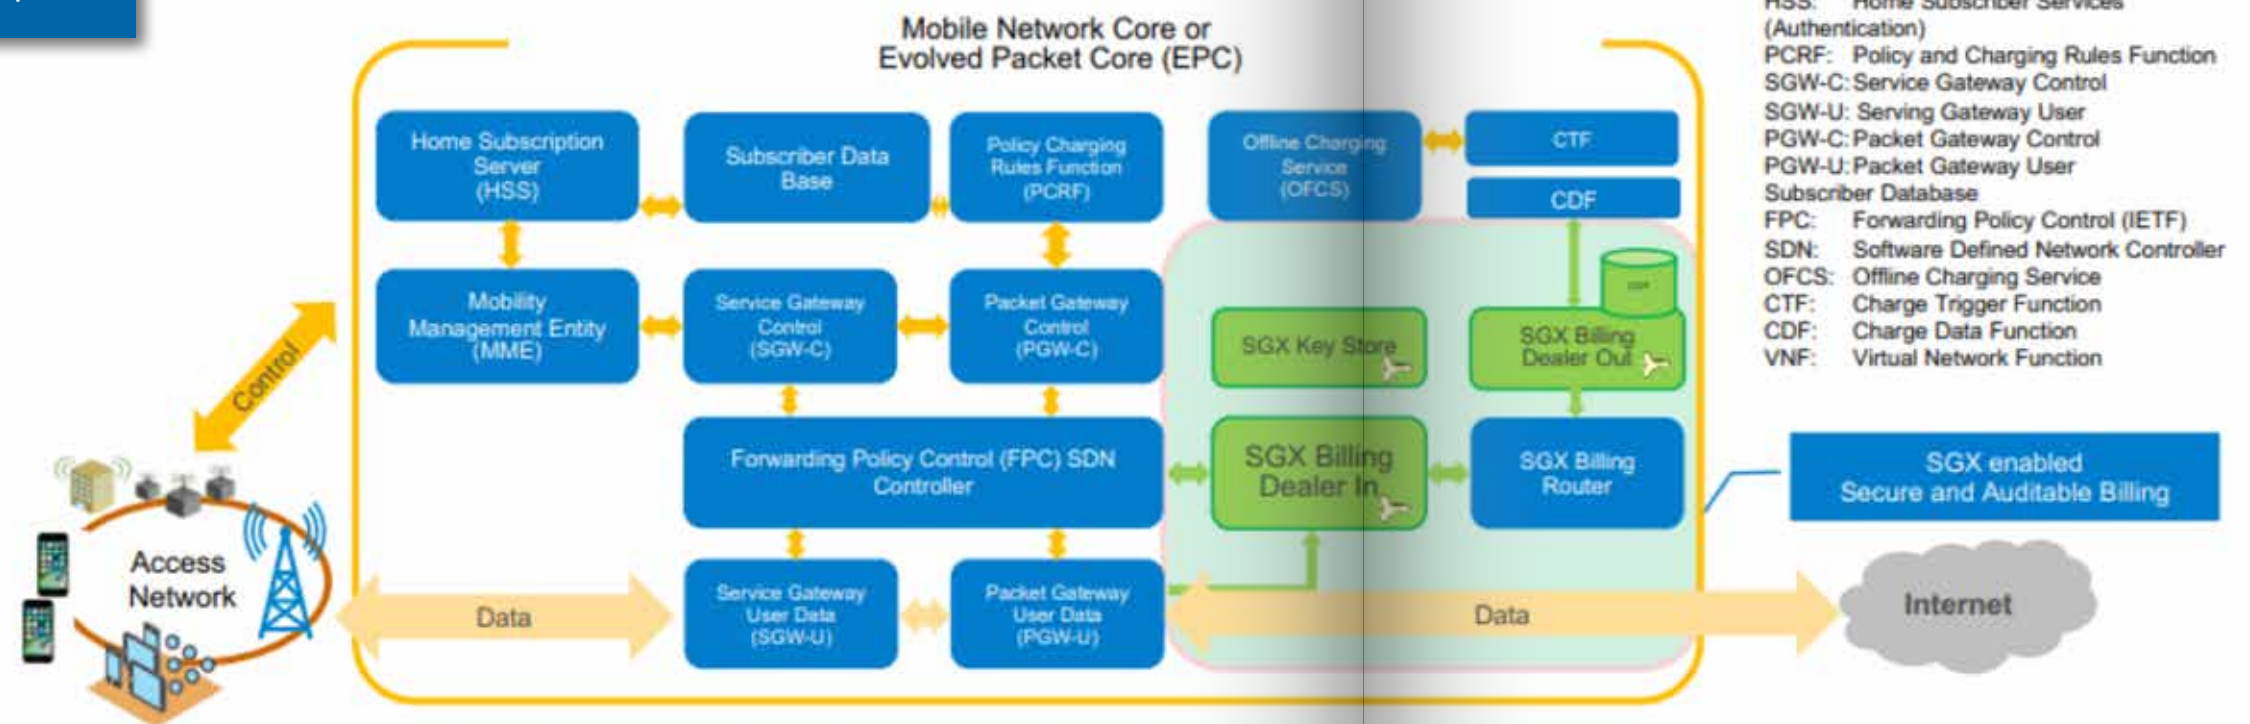 Mobile Network Core or
Evolved Packet Core (EPC)
Home Subscription
Server
(HSS)
Subscriber Data
Base
Policy Charging
Rules Function
(PCRF)
Offline Charging
Service
(OFCS)
CTF
CDF
Mobility
Management Entity
(MME)
Service Gateway
Control
(SGW-C)
Packet Gateway
Control
(PGW-C)
SGX Key Store
SGX Billing
Dealer Out
Forwarding Policy Control (FPC) SDN
Controller
SGX Billing
Dealer In
SGX Billing
Router
Service Gateway
User Data
(SGW-U)
Packet Gateway
User Data
(PGW-U)
Control
Access
Network
Data
Data
Internet
SGX enabled
Secure and Auditable Billing
HSS: Home Subscriber Services
(Authentication)
PCRF: Policy and Charging Rules Function
SGW-C: Service Gateway Control
SGW-U: Serving Gateway User
PGW-C: Packet Gateway Control
PGW-U: Packet Gateway User
Subscriber Database
FPC: Forwarding Policy Control (IETF)
SDN: Software Defined Network Controller
OFCS: Offline Charging Service
CTF: Charge Trigger Function
CDF: Charge Data Function
VNF: Virtual Network Function